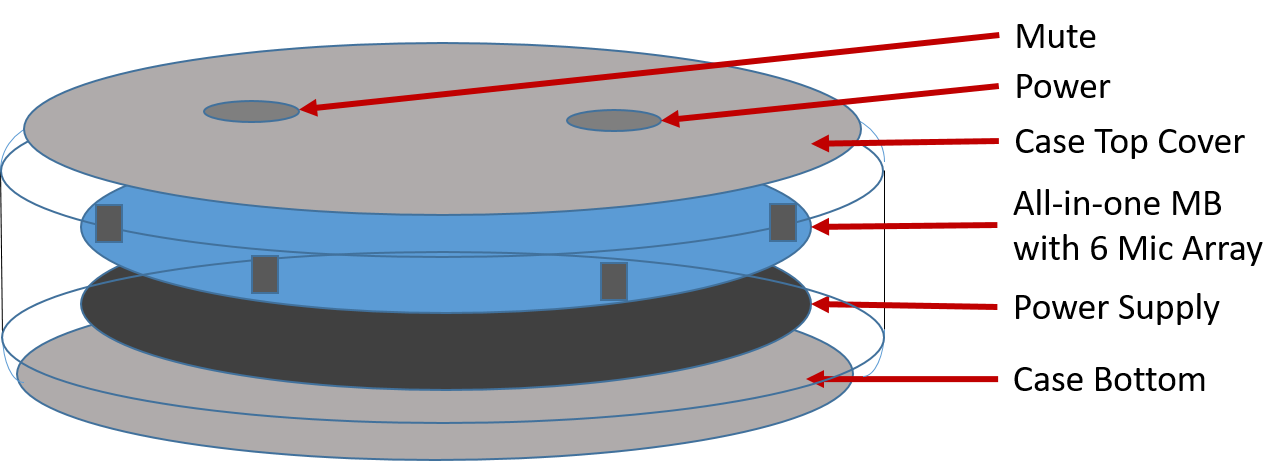 Mute
Power
Case Top Cover
All-in-one MB
with 6 Mic Array
Power Supply
Case Bottom